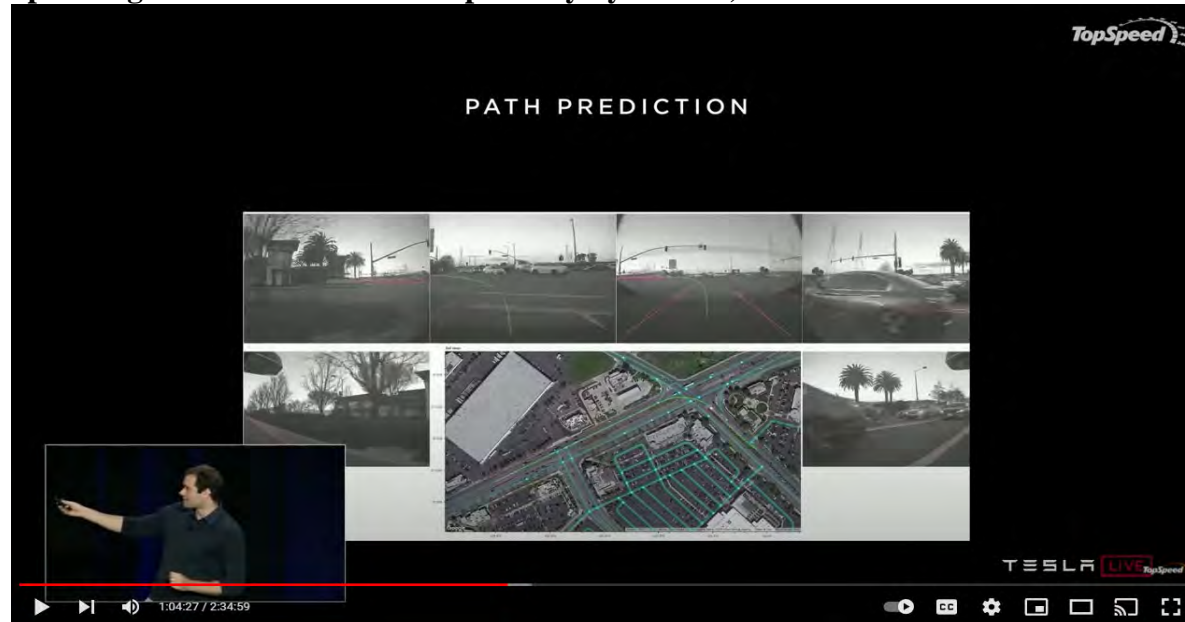 TopSpeed
PATH PREDICTION
TESLA LIVE TopSpeed
1:04:27 / 2:34:59
CC